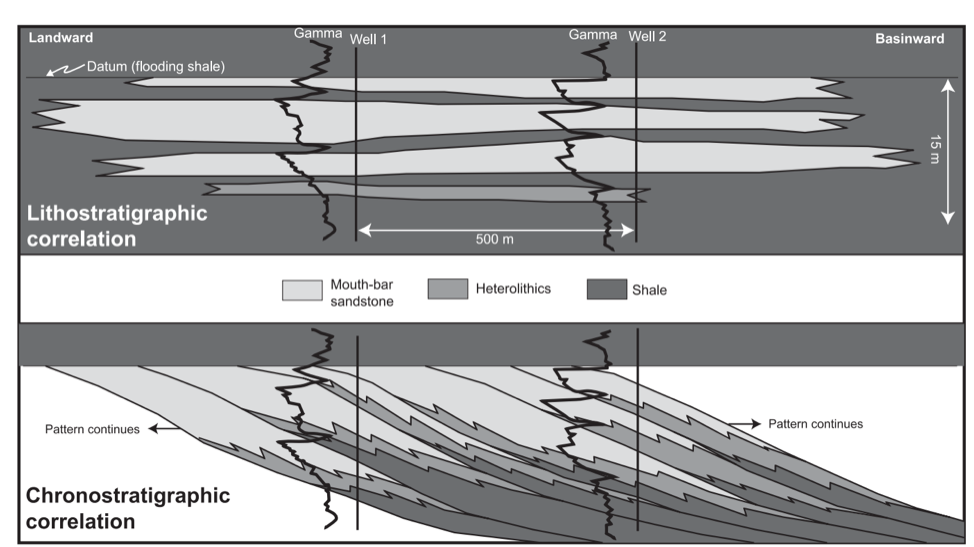 Landward
Gamma
Well 1
Gamma
Well 2
Basinward
Datum (flooding shale)
15 m
Lithostratigraphic
correlation
500 m
Mouth-bar
sandstone
Heterolithics
Shale
Pattern continues
Pattern continues
Chronostratigraphic
correlation